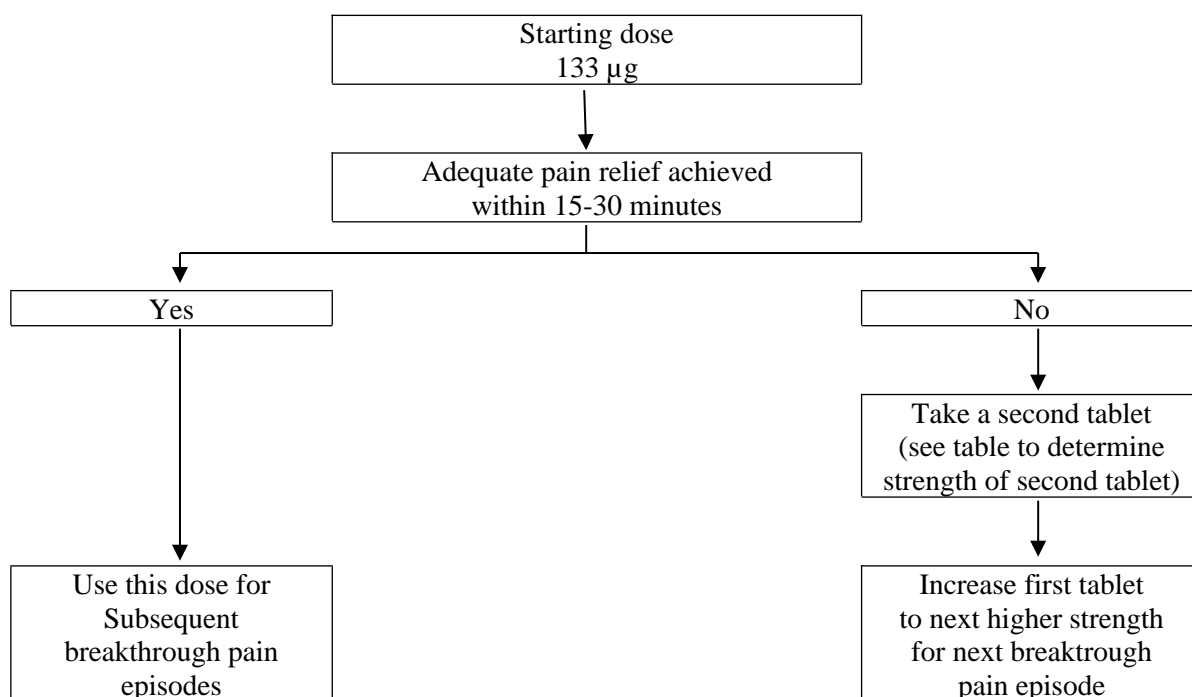 Starting dose
133 µg
Adequate pain relief achieved
within 15-30 minutes
Yes
No
Take a second tablet
(see table to determine
strength of second tablet)
Use this dose for
Subsequent
breakthrough pain
episodes
Increase first tablet
to next higher strength
for next breaktrough
pain episode